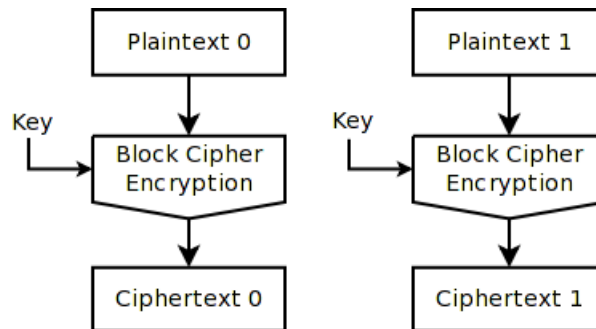 Plaintext 0
Plaintext 1
Key
Key
Block Cipher
Encryption
Block Cipher
Encryption
Ciphertext 0
Ciphertext 1